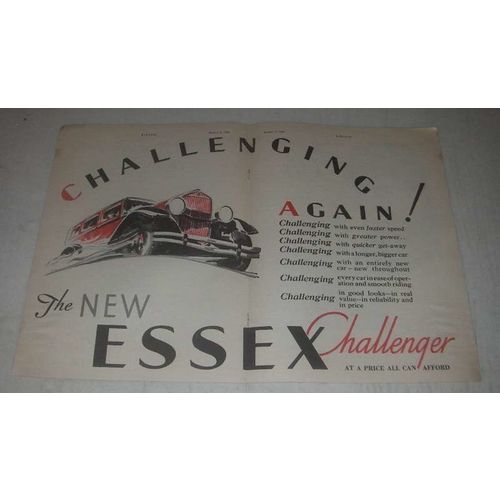 CHALLENGING
AGAIN!
Challenging with even faster speed
Challenging with greater power..
Challenging with quicker get-away
Challenging with a longer, bigger car
Challenging with an entirely new
car—new throughout
Challenging every car in ease of oper-
ation and smooth riding
Challenging in good looks—in real
value—in reliability and
in price
The NEW
ESSEX Challenger
AT A PRICE ALL CAN AFFORD